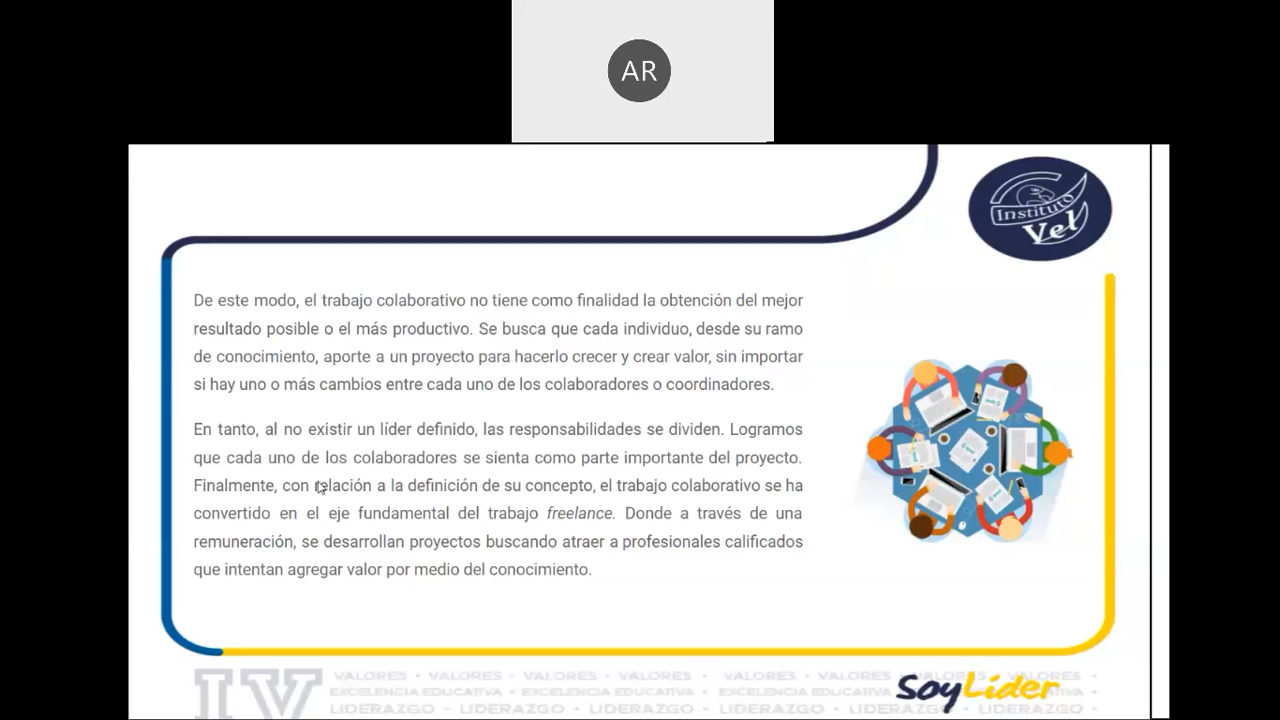 AR
Instituto
Vel
De este modo, el trabajo colaborativo no tiene como finalidad la obtención del mejor
resultado posible o el más productivo. Se busca que cada individuo, desde su ramo
de conocimiento, aporte a un proyecto para hacerlo crecer y crear valor, sin importar
si hay uno o más cambios entre cada uno de los colaboradores o coordinadores.
En tanto, al no existir un líder definido, las responsabilidades se dividen. Logramos
que cada uno de los colaboradores se sienta como parte importante del proyecto.
Finalmente, con relación a la definición de su concepto, el trabajo colaborativo se ha
convertido en el eje fundamental del trabajo freelance. Donde a través de una
remuneración, se desarrollan proyectos buscando atraer a profesionales calificados
que intentan agregar valor por medio del conocimiento.
IV
VALORES - VALORES - VALORES - VALORES - VALORES - VALORES - VALORES - VALORES -
EXCELENCIA EDUCATIVA - EXCELENCIA EDUCATIVA - EXCELENCIA EDUCATIVA -
LIDERAZGO - LIDERAZGO - LIDERAZGO - LIDERAZGO - LIDERAZGO - LIDERAZGO -
SoyLíder